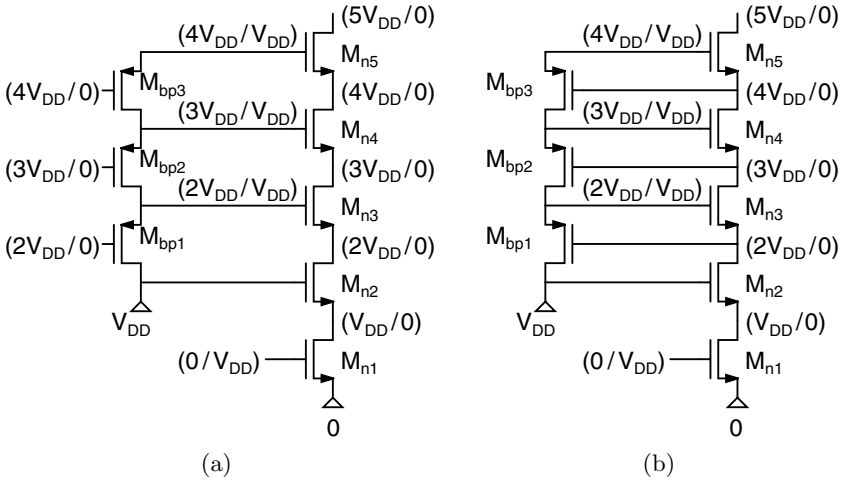 (5V_DD/0)
(4V_DD/V_DD)
M_n5
M_bp3
(4V_DD/0)
(4V_DD/0)
(3V_DD/V_DD)
M_n4
M_bp2
(3V_DD/0)
(3V_DD/0)
(2V_DD/V_DD)
M_n3
M_bp1
(2V_DD/0)
(2V_DD/0)
M_n2
V_DD
(V_DD/0)
(0/V_DD)
M_n1
0
(a)
(5V_DD/0)
(4V_DD/V_DD)
M_n5
M_bp3
(4V_DD/0)
(3V_DD/V_DD)
M_n4
M_bp2
(3V_DD/0)
(2V_DD/V_DD)
M_n3
M_bp1
(2V_DD/0)
M_n2
V_DD
(V_DD/0)
(0/V_DD)
M_n1
0
(b)